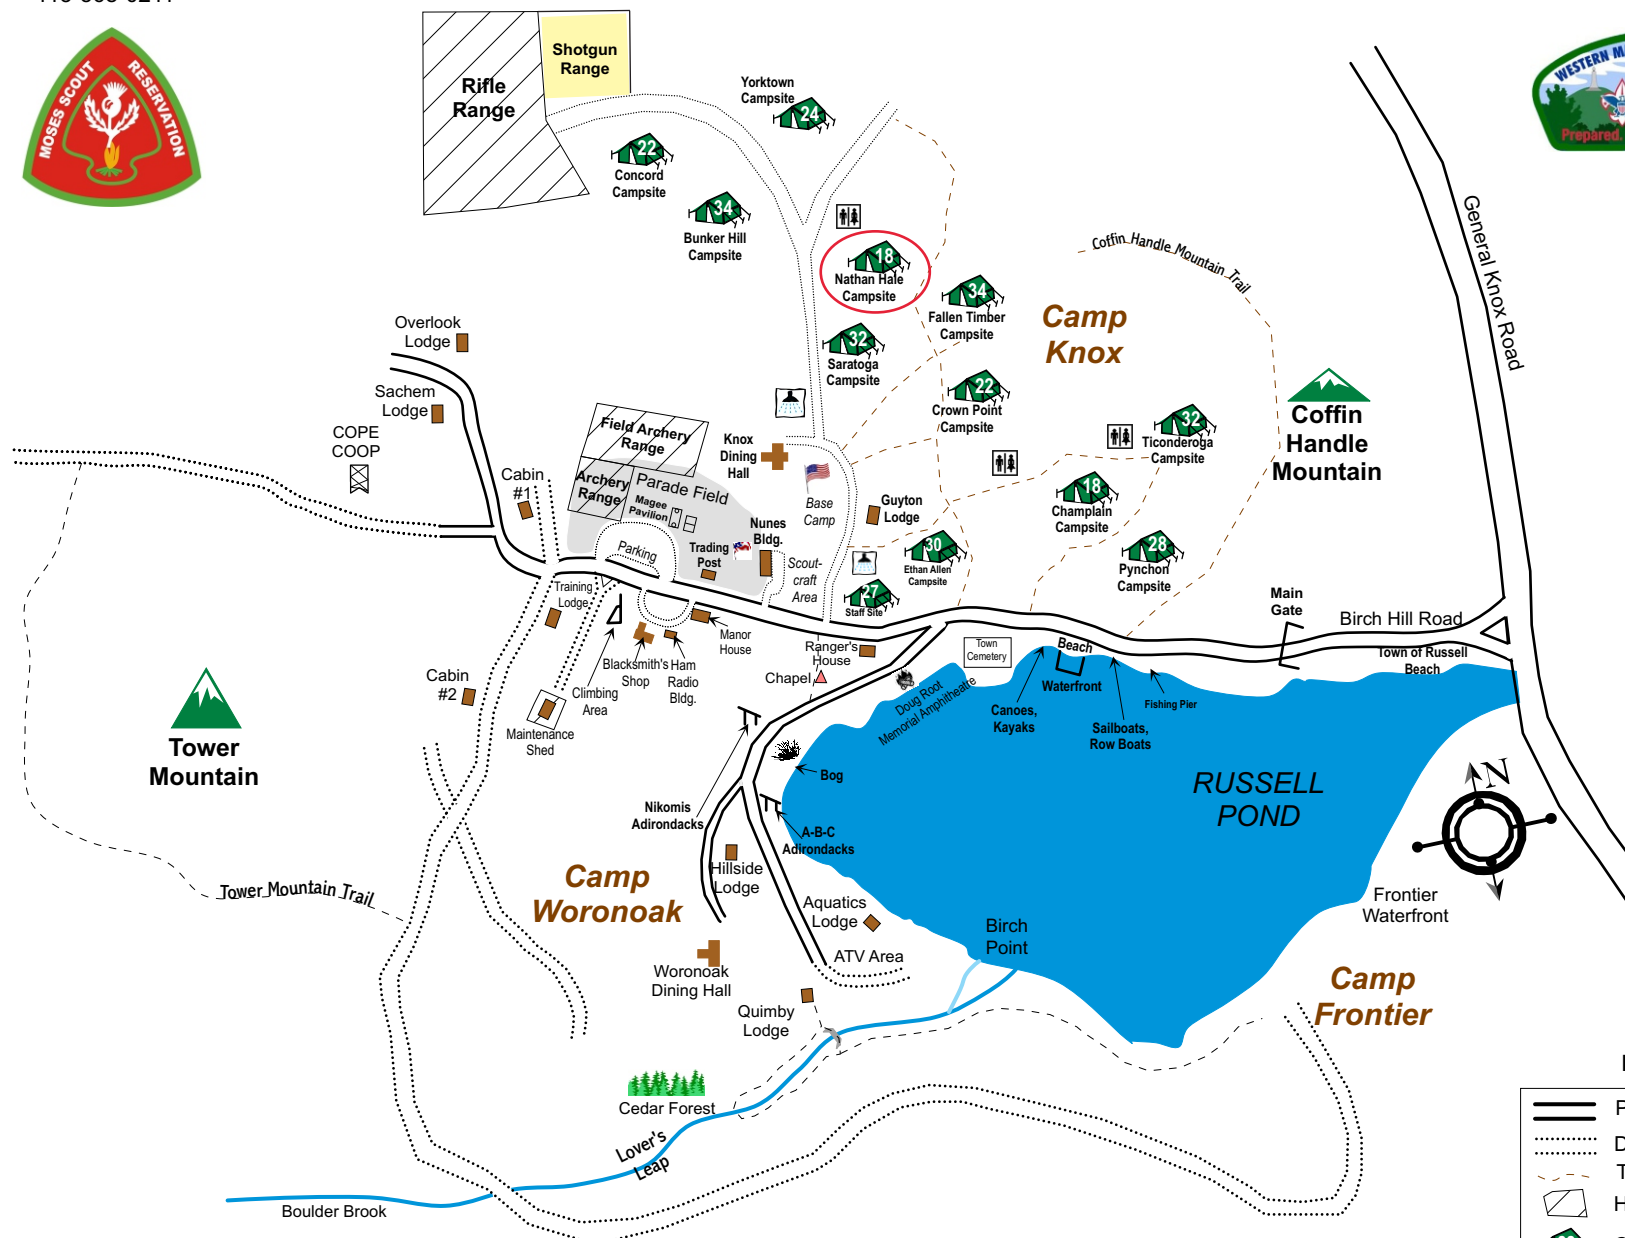 MOSES SCOUT
RESERVATION
WESTERN MA
Prepared.
Rifle
Range
Shotgun
Range
Yorktown
Campsite
24
22
Concord
Campsite
34
Bunker Hill
Campsite
18
Nathan Hale
Campsite
34
Fallen Timber
Campsite
32
Saratoga
Campsite
22
Crown Point
Campsite
Camp
Knox
Coffin Handle Mountain Trail
General Knox Road
Coffin
Handle
Mountain
32
Ticonderoga
Campsite
18
Champlain
Campsite
28
Pynchon
Campsite
Overlook
Lodge
Sachem
Lodge
COPE
COOP
Cabin
#1
Field Archery
Range
Archery
Range
Parade Field
Magee
Pavilion
Knox
Dining
Hall
Base
Camp
Guyton
Lodge
Nunes
Bldg.
Trading
Post
Parking
Scout-
craft
Area
30
Ethan Allen
Campsite
27
Staff Site
Training
Lodge
Manor
House
Blacksmith's
Shop
Ham
Radio
Bldg.
Climbing
Area
Cabin
#2
Maintenance
Shed
Ranger's
House
Chapel
Town
Cemetery
Doug Root
Memorial Amphitheatre
Beach
Waterfront
Canoes,
Kayaks
Sailboats,
Row Boats
Fishing Pier
Main
Gate
Birch Hill Road
Town of Russell
Beach
Tower
Mountain
Tower Mountain Trail
Bog
Nikomis
Adirondacks
A-B-C
Adirondacks
RUSSELL
POND
N
Camp
Woronoak
Hillside
Lodge
Aquatics
Lodge
ATV Area
Woronoak
Dining Hall
Quimby
Lodge
Birch
Point
Frontier
Waterfront
Camp
Frontier
Cedar Forest
Lover's
Leap
Boulder Brook
P
D
T
H